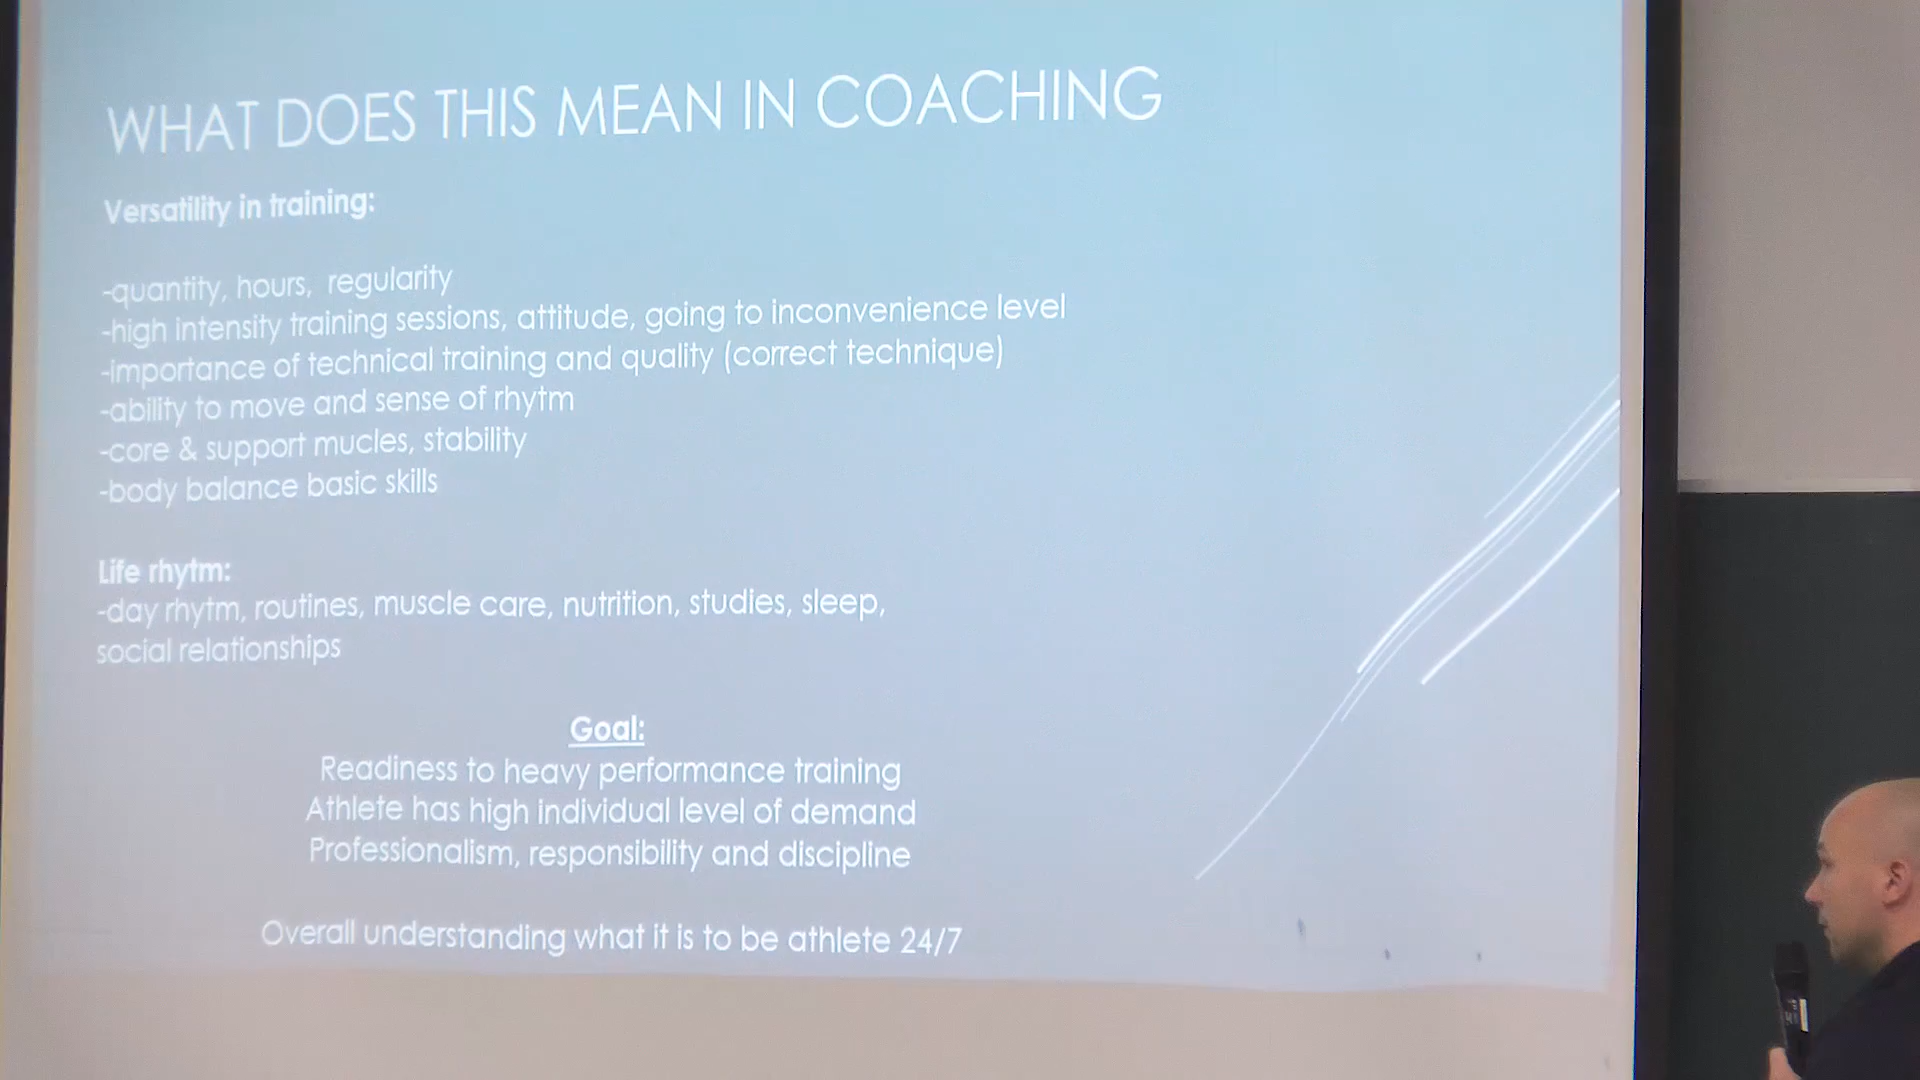 WHAT DOES THIS MEAN IN COACHING
Versatility in training:
-quantity, hours, regularity
-high intensity training sessions, attitude, going to inconvenience level
-importance of technical training and quality (correct technique)
-ability to move and sense of rhytm
-core & support mucles, stability
-body balance basic skills
Life rhytm:
-day rhytm, routines, muscle care, nutrition, studies, sleep,
social relationships
Goal:
Readiness to heavy performance training
Athlete has high individual level of demand
Professionalism, responsibility and discipline
Overall understanding what it is to be athlete 24/7